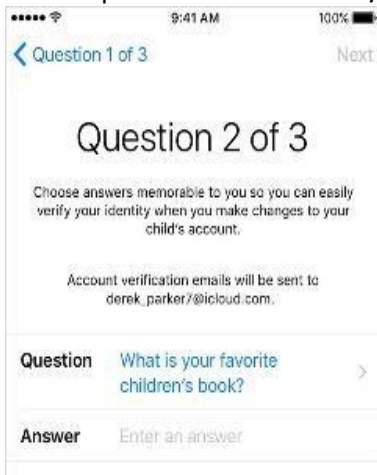 9:41 AM 100%
Question 1 of 3 Next
Question 2 of 3
Choose answers memorable to you so you can easily
verify your identity when you make changes to your
child's account.
Account verification emails will be sent to
derek_parker7@icloud.com.
Question What is your favorite
children's book?
Answer Enter an answer